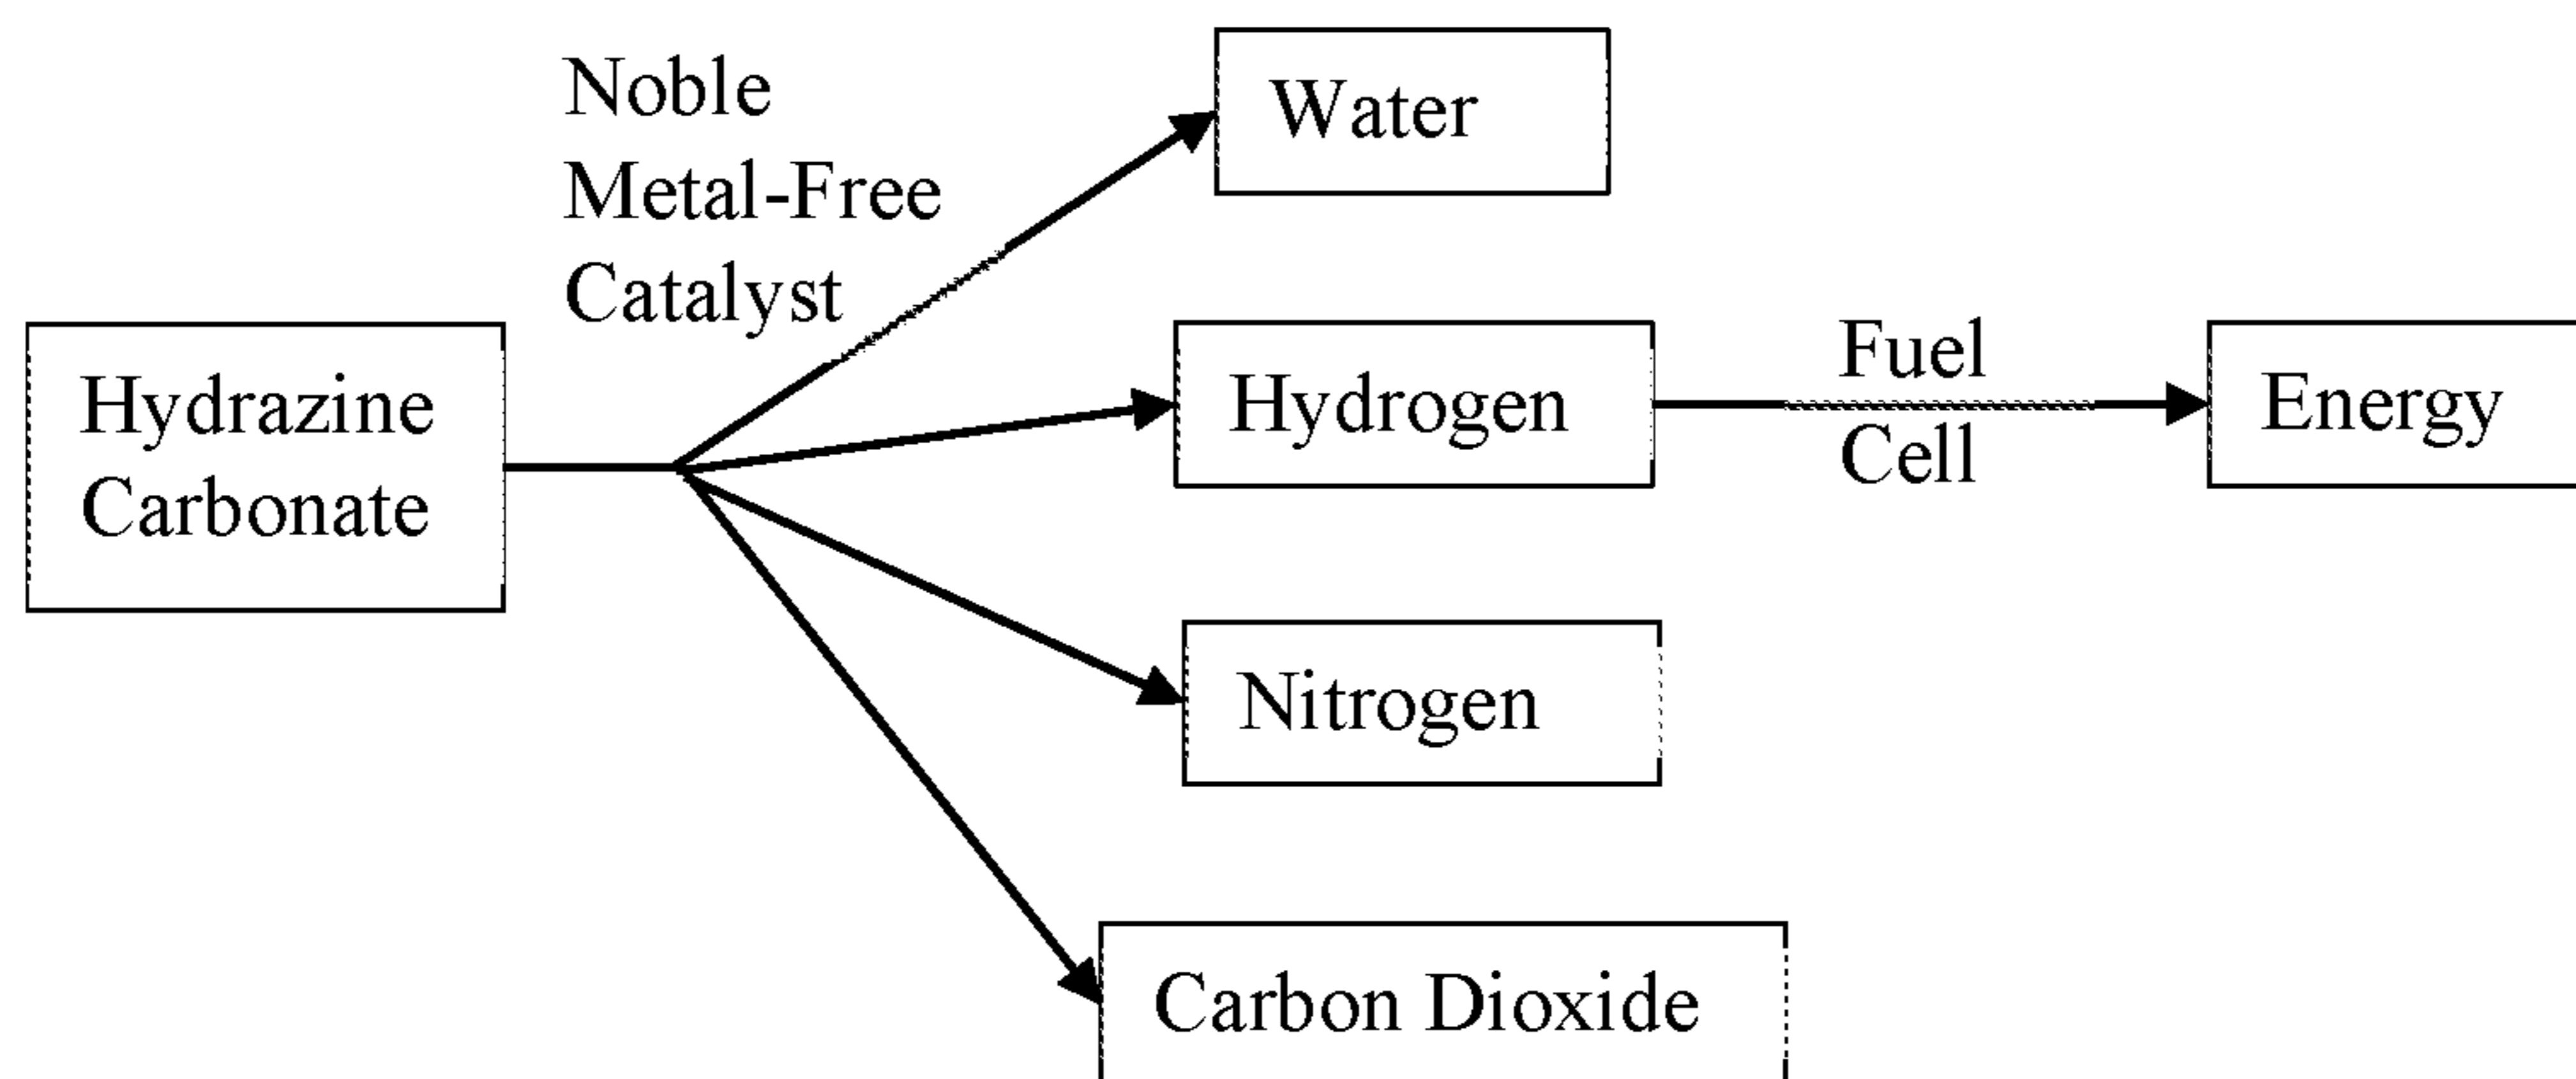 Noble
Metal-Free
Catalyst
Water
Hydrazine
Carbonate
Hydrogen
Fuel
Cell
Energy
Nitrogen
Carbon Dioxide